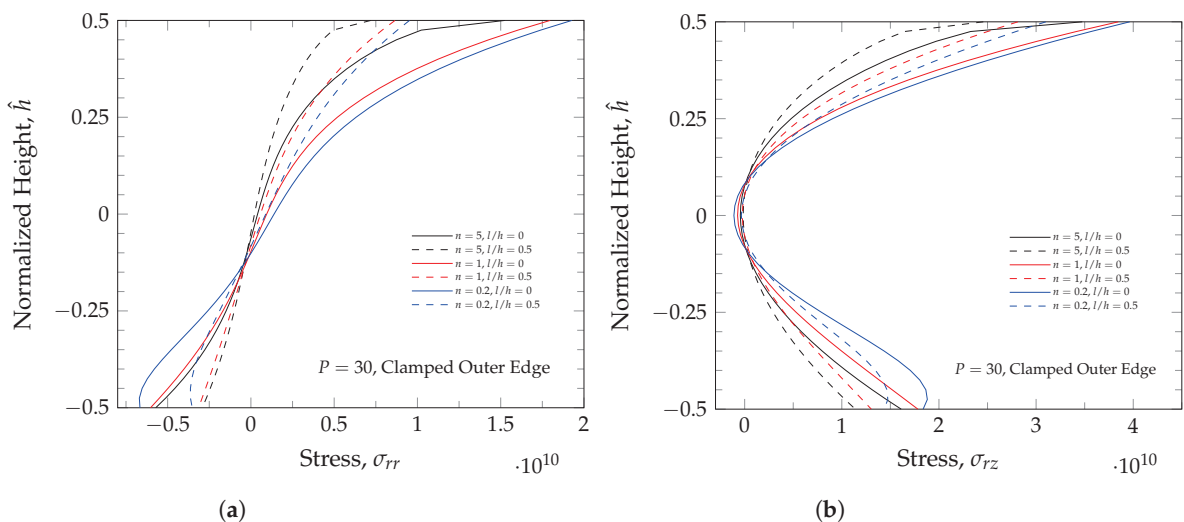 0.5
0.25
0
−0.25
−0.5
Normalized Height, ĥ
n = 5, l/h = 0
n = 5, l/h = 0.5
n = 1, l/h = 0
n = 1, l/h = 0.5
n = 0.2, l/h = 0
n = 0.2, l/h = 0.5
P = 30, Clamped Outer Edge
−0.5 0 0.5 1 1.5 2
·10¹⁰
Stress, σrr
(a)
0.5
0.25
0
−0.25
−0.5
Normalized Height, ĥ
n = 5, l/h = 0
n = 5, l/h = 0.5
n = 1, l/h = 0
n = 1, l/h = 0.5
n = 0.2, l/h = 0
n = 0.2, l/h = 0.5
P = 30, Clamped Outer Edge
0 1 2 3 4
·10¹⁰
Stress, σrz
(b)